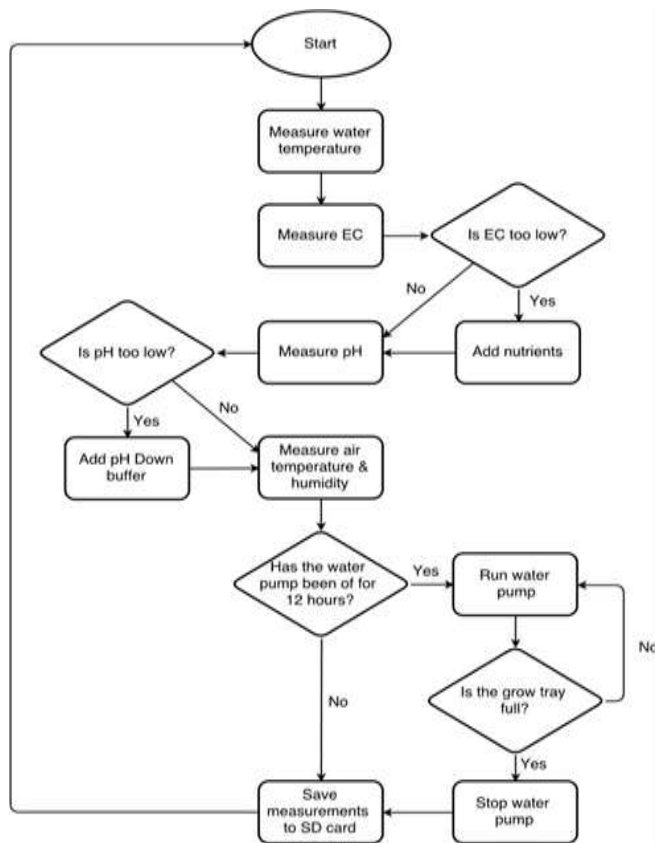 Start
Measure water
temperature
Measure EC
Is EC too low?
No
Yes
Is pH too low?
Measure pH
Add nutrients
No
Yes
Add pH Down
buffer
Measure air
temperature &
humidity
Has the water
pump been of for
12 hours?
Yes
Run water
pump
No
Is the grow tray
full?
No
Yes
Save
measurements
to SD card
Stop water
pump